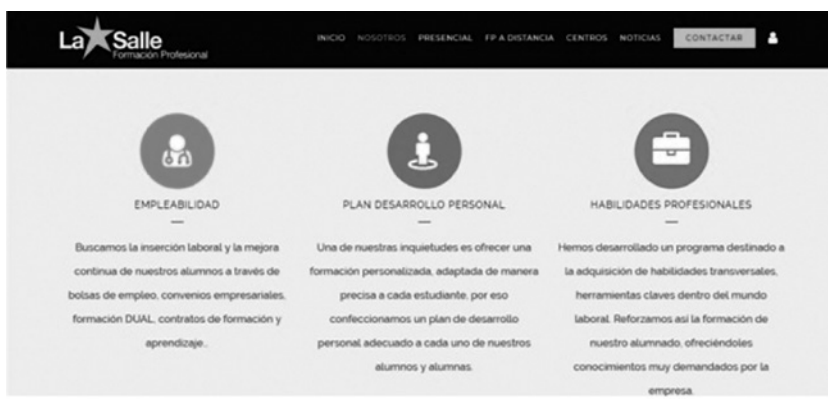 La Salle
Formación Profesional
INICIO NOSOTROS PRESENCIAL FP A DISTANCIA CENTROS NOTICIAS CONTACTAR
EMPLEABILIDAD
Buscamos la inserción laboral y la mejora
continua de nuestros alumnos a través de
bolsas de empleo, convenios empresariales,
formación DUAL, contratos de formación y
aprendizaje..
PLAN DESARROLLO PERSONAL
Una de nuestras inquietudes es ofrecer una
formación personalizada, adaptada de manera
precisa a cada estudiante, por eso
confeccionamos un plan de desarrollo
personal adecuado a cada uno de nuestros
alumnos y alumnas.
HABILIDADES PROFESIONALES
Hemos desarrollado un programa destinado a
la adquisición de habilidades transversales,
herramientas claves dentro del mundo
laboral. Reforzamos así la formación de
nuestro alumnado, ofreciéndoles
conocimientos muy demandados por la
empresa.